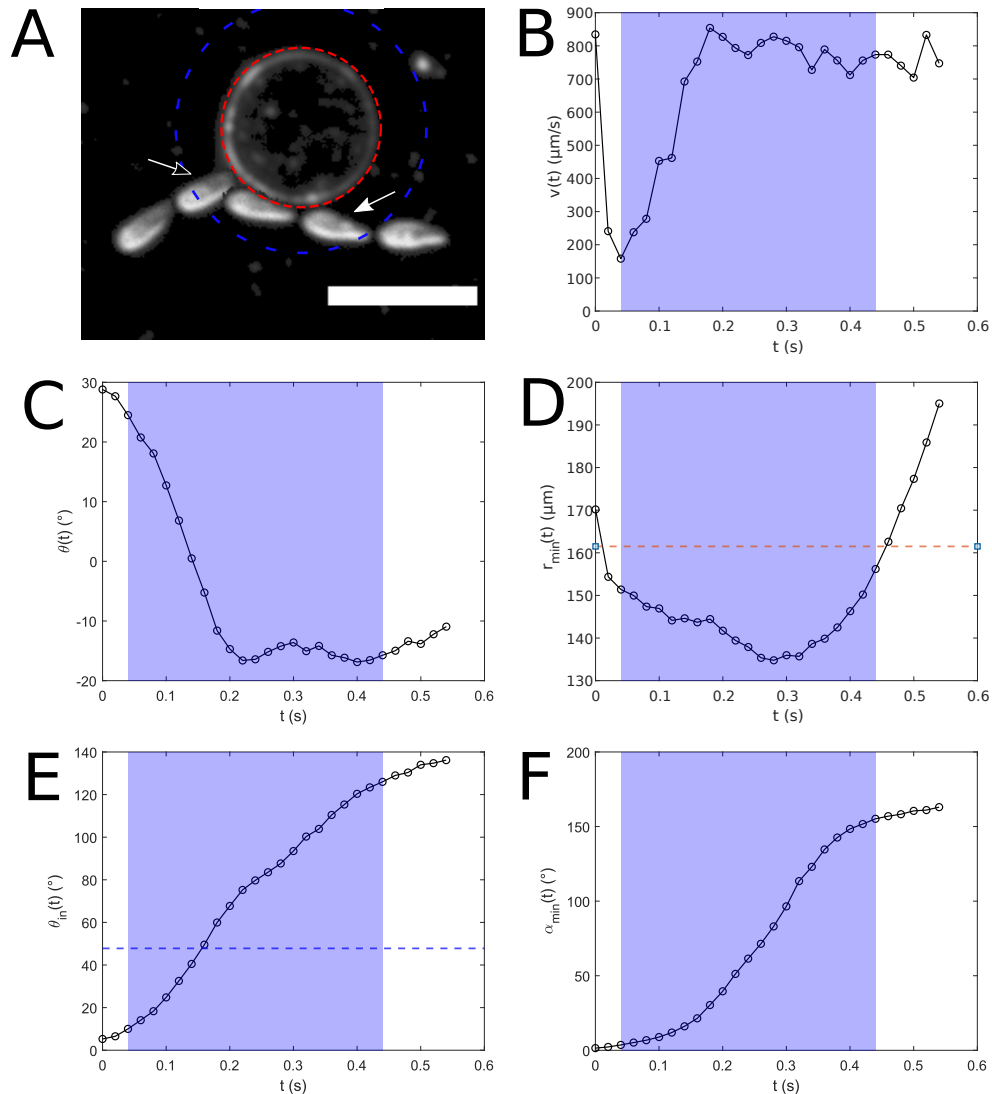 A
B
900
800
700
600
500
400
300
200
100
0
v(t) (μm/s)
0 0.1 0.2 0.3 0.4 0.5 0.6
t (s)
C
30
20
10
0
-10
-20
θ(t) (°)
0 0.1 0.2 0.3 0.4 0.5 0.6
t (s)
D
200
190
180
170
160
150
140
130
r_min(t) (μm)
0 0.1 0.2 0.3 0.4 0.5 0.6
t (s)
E
140
120
100
80
60
40
20
0
θ_in(t) (°)
0 0.1 0.2 0.3 0.4 0.5 0.6
t (s)
F
200
150
100
50
0
α_min(t) (°)
0 0.1 0.2 0.3 0.4 0.5 0.6
t (s)